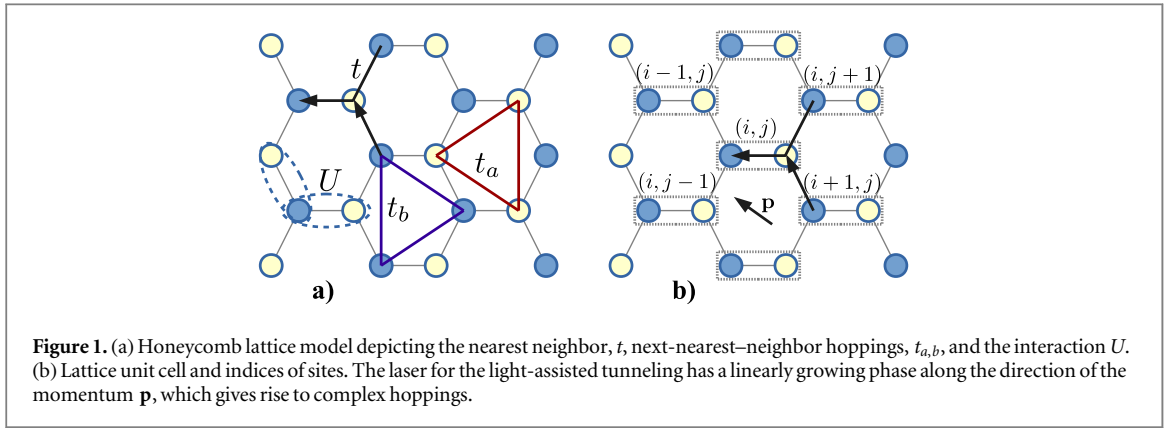 t
U
t_a
t_b
a)
(i − 1, j)
(i, j + 1)
(i, j)
(i, j − 1)
(i + 1, j)
p
b)
Figure 1. (a) Honeycomb lattice model depicting the nearest neighbor, t, next-nearest–neighbor hoppings, t_{a,b}, and the interaction U.
(b) Lattice unit cell and indices of sites. The laser for the light-assisted tunneling has a linearly growing phase along the direction of the
momentum p, which gives rise to complex hoppings.